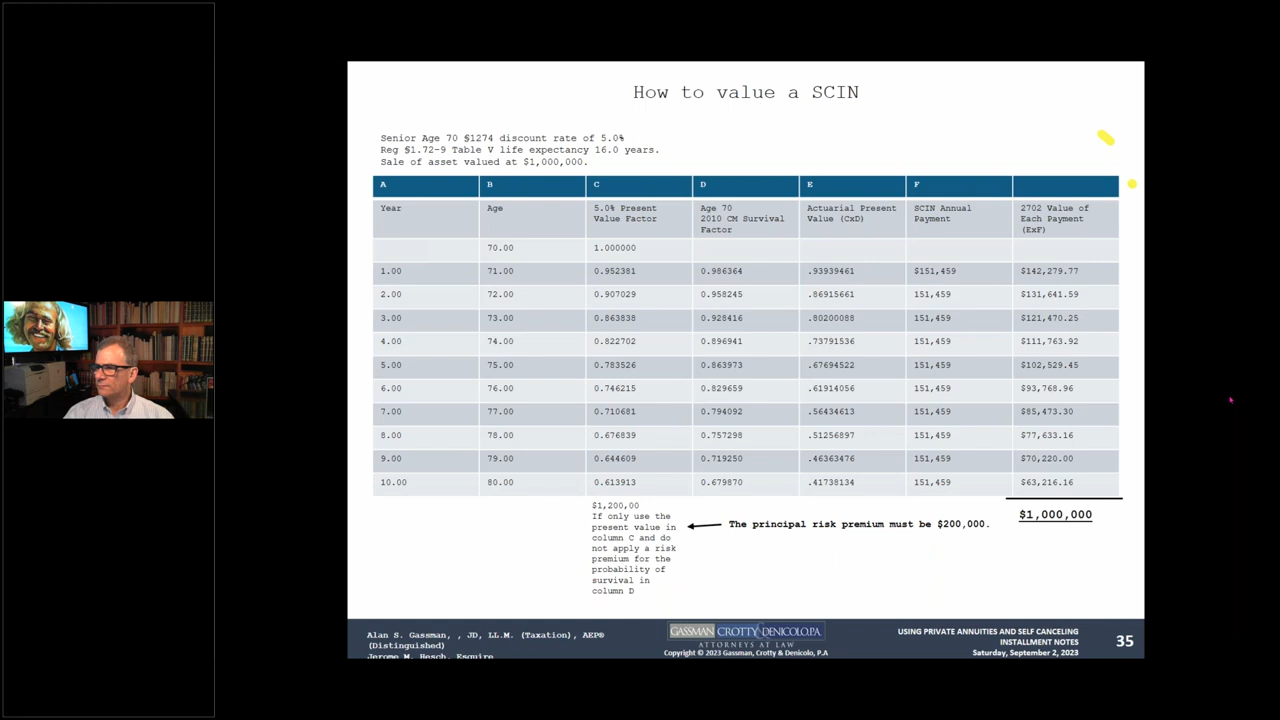 How to value a SCIN
Senior Age 70 §1274 discount rate of 5.0%
Reg §1.72-9 Table V life expectancy 16.0 years.
Sale of asset valued at $1,000,000.
A B C D E F
Year Age 5.0% Present Value Factor Age 70 2010 CM Survival Factor Actuarial Present Value (CxD) SCIN Annual Payment 2702 Value of Each Payment (ExF)
70.00 1.000000
1.00 71.00 0.952381 0.986364 .93939461 $151,459 $142,279.77
2.00 72.00 0.907029 0.958245 .86915661 151,459 $131,641.59
3.00 73.00 0.863838 0.928416 .80200088 151,459 $121,470.25
4.00 74.00 0.822702 0.896941 .73791536 151,459 $111,763.92
5.00 75.00 0.783526 0.863973 .67694522 151,459 $102,529.45
6.00 76.00 0.746215 0.829659 .61914056 151,459 $93,768.96
7.00 77.00 0.710681 0.794092 .56434613 151,459 $85,473.30
8.00 78.00 0.676839 0.757298 .51256897 151,459 $77,633.16
9.00 79.00 0.644609 0.719250 .46363476 151,459 $70,220.00
10.00 80.00 0.613913 0.679870 .41738134 151,459 $63,216.16
$1,200,00
If only use the
present value in
column C and do
not apply a risk
premium for the
probability of
survival in
column D
The principal risk premium must be $200,000.
$1,000,000
Alan S. Gassman, , JD, LL.M. (Taxation), AEP®
(Distinguished)
Jerome M. Hesch, Esquire
GASSMAN CROTTY & DENICOLO, P.A.
ATTORNEYS AT LAW
Copyright © 2023 Gassman, Crotty & Denicolo, P.A
USING PRIVATE ANNUITIES AND SELF CANCELING
INSTALLMENT NOTES
Saturday, September 2, 2023
35